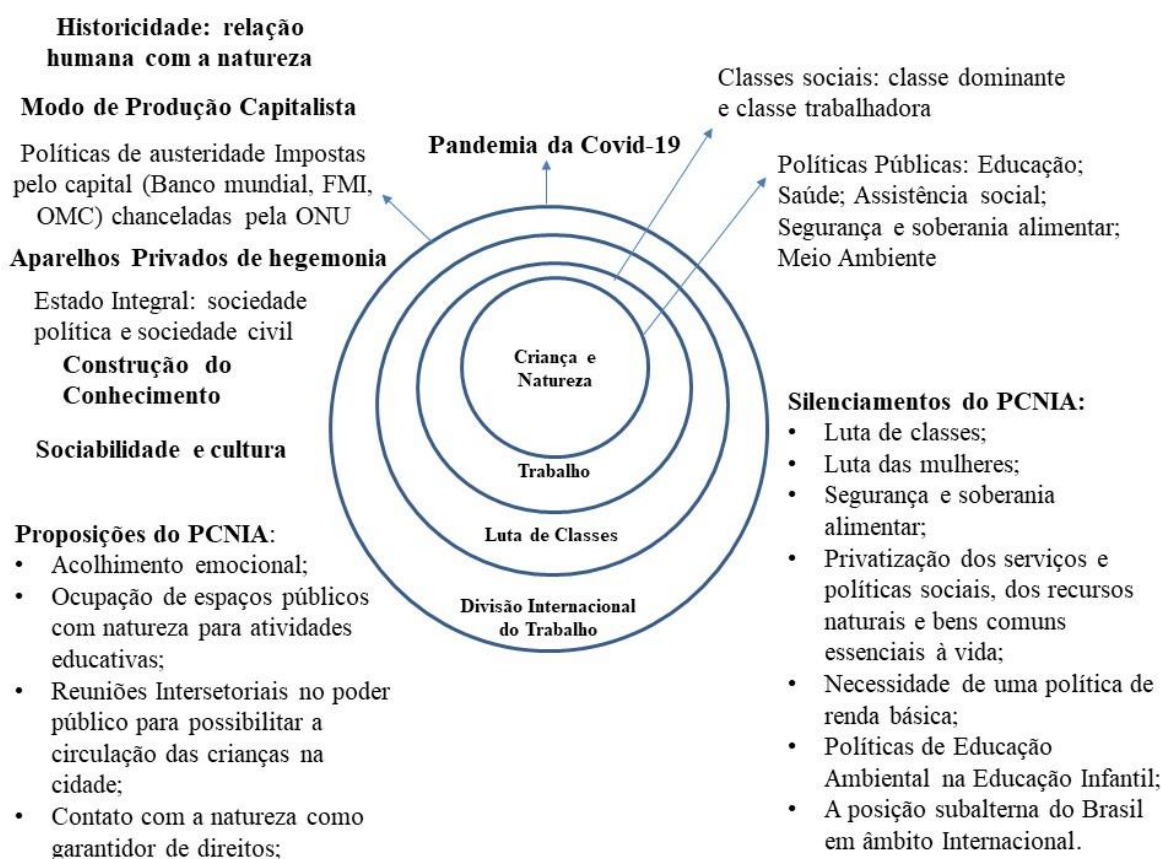 Historicidade: relação
humana com a natureza
Modo de Produção Capitalista
Políticas de austeridade Impostas
pelo capital (Banco mundial, FMI,
OMC) chanceladas pela ONU
Aparelhos Privados de hegemonia
Estado Integral: sociedade
política e sociedade civil
Construção do
Conhecimento
Sociabilidade e cultura
Proposições do PCNIA:
• Acolhimento emocional;
• Ocupação de espaços públicos
com natureza para atividades
educativas;
• Reuniões Intersetoriais no poder
público para possibilitar a
circulação das crianças na
cidade;
• Contato com a natureza como
garantidor de direitos;
Pandemia da Covid-19
Criança e
Natureza
Trabalho
Luta de Classes
Divisão Internacional
do Trabalho
Classes sociais: classe dominante
e classe trabalhadora
Políticas Públicas: Educação;
Saúde; Assistência social;
Segurança e soberania alimentar;
Meio Ambiente
Silenciamentos do PCNIA:
• Luta de classes;
• Luta das mulheres;
• Segurança e soberania
alimentar;
• Privatização dos serviços e
políticas sociais, dos recursos
naturais e bens comuns
essenciais à vida;
• Necessidade de uma política de
renda básica;
• Políticas de Educação
Ambiental na Educação Infantil;
• A posição subalterna do Brasil
em âmbito Internacional.